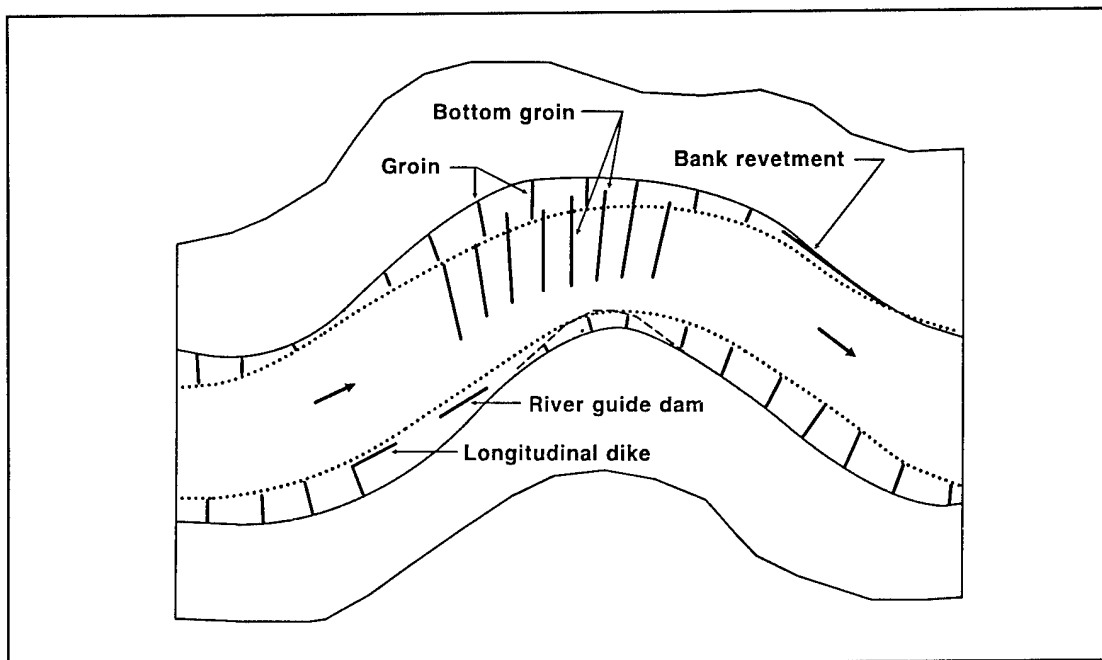 Bottom groin
Groin
Bank revetment
River guide dam
Longitudinal dike